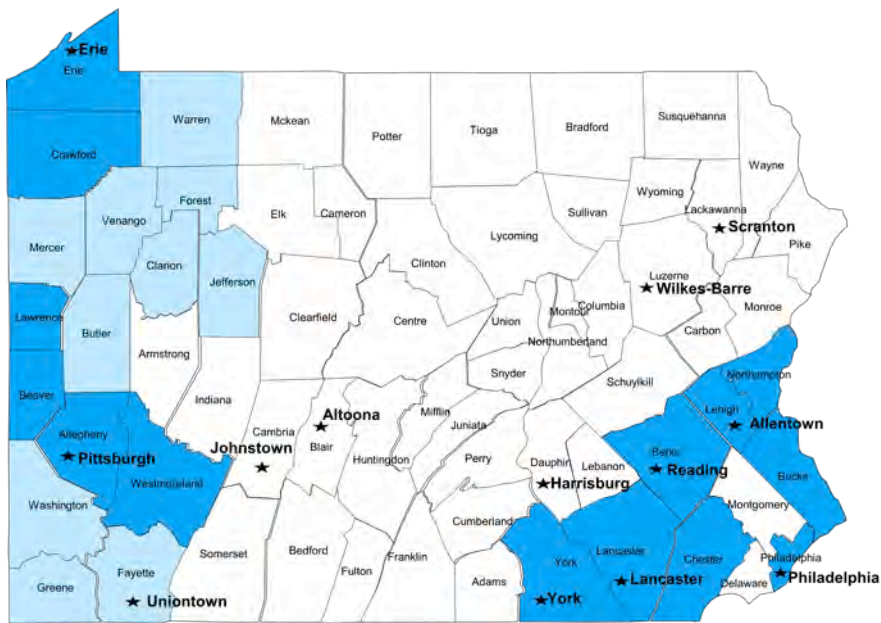 Erie
Erie
Warren
Mckean
Potter
Tioga
Bradford
Susquehanna
Wayne
Crawford
Forest
Venango
Elk
Cameron
Wyoming
Lackawanna
Sullivan
Scranton
Pike
Mercer
Clarion
Lycoming
Clinton
Jefferson
Luzerne
Wilkes-Barre
Lawrence
Butler
Clearfield
Centre
Union
Montour
Columbia
Monroe
Carbon
Armstrong
Northumberland
Snyder
Schuylkill
Northampton
Beaver
Indiana
Lehigh
Allentown
Altoona
Mifflin
Juniata
Allegheny
Cambria
Blair
Johnstown
Pittsburgh
Huntingdon
Perry
Dauphin
Lebanon
Berks
Reading
Bucks
Westmoreland
Harrisburg
Washington
Montgomery
Cumberland
Somerset
Bedford
Franklin
York
Lancaster
Chester
Philadelphia
Philadelphia
Greene
Fayette
Fulton
Adams
Lancaster
Delaware
Uniontown
York